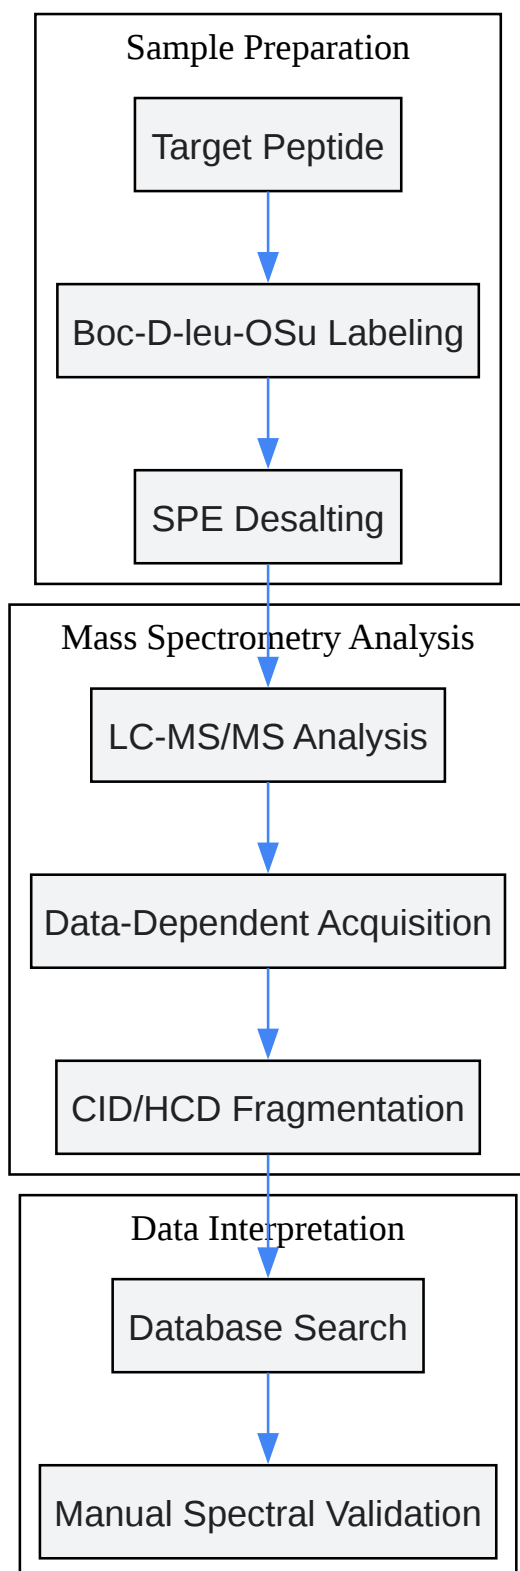 Sample Preparation
Target Peptide
Boc-D-leu-OSu Labeling
SPE Desalting
Mass Spectrometry Analysis
LC-MS/MS Analysis
Data-Dependent Acquisition
CID/HCD Fragmentation
Data Interpretation
Database Search
Manual Spectral Validation